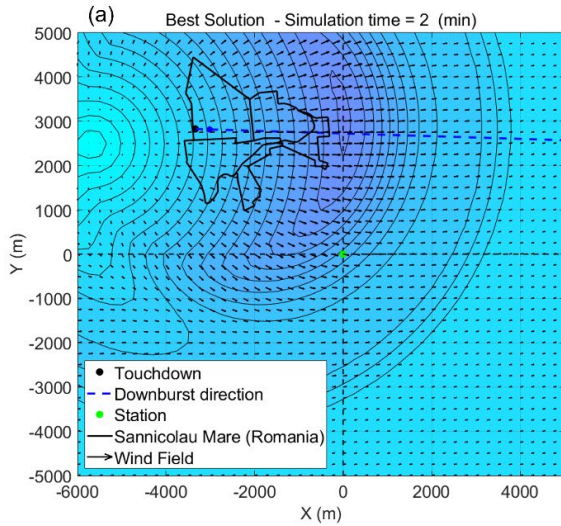 (a)
Best Solution - Simulation time = 2 (min)
5000
4000
3000
2000
1000
0
-1000
-2000
-3000
-4000
-5000
Y (m)
Touchdown
Downburst direction
Station
Sannicolau Mare (Romania)
Wind Field
-6000 -4000 -2000 0 2000 4000
X (m)